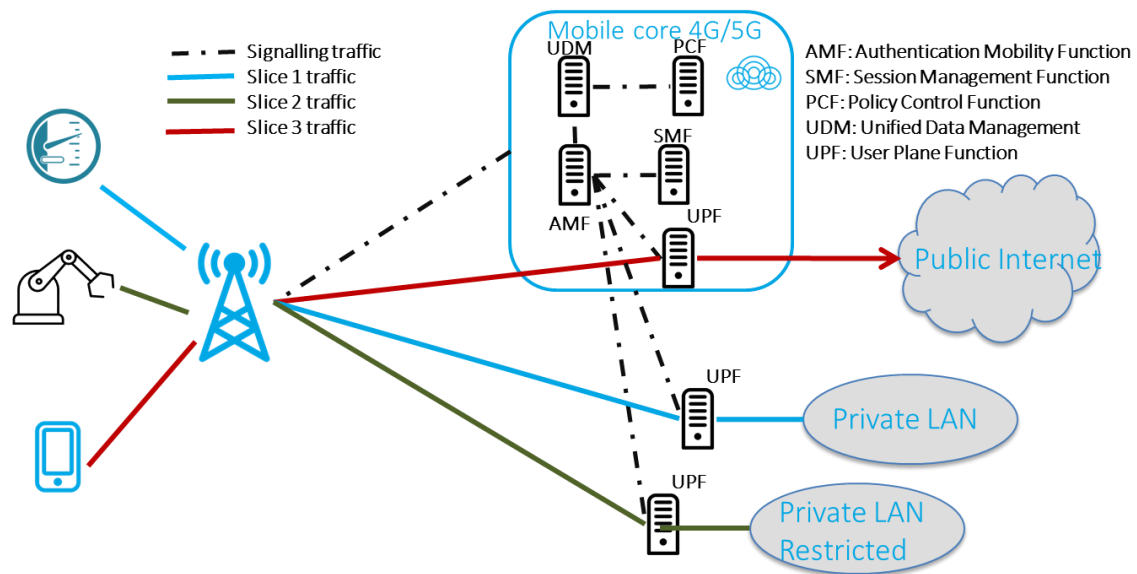 Signalling traffic
Slice 1 traffic
Slice 2 traffic
Slice 3 traffic
Mobile core 4G/5G
UDM
PCF
SMF
AMF
UPF
AMF: Authentication Mobility Function
SMF: Session Management Function
PCF: Policy Control Function
UDM: Unified Data Management
UPF: User Plane Function
Public Internet
UPF
Private LAN
UPF
Private LAN
Restricted